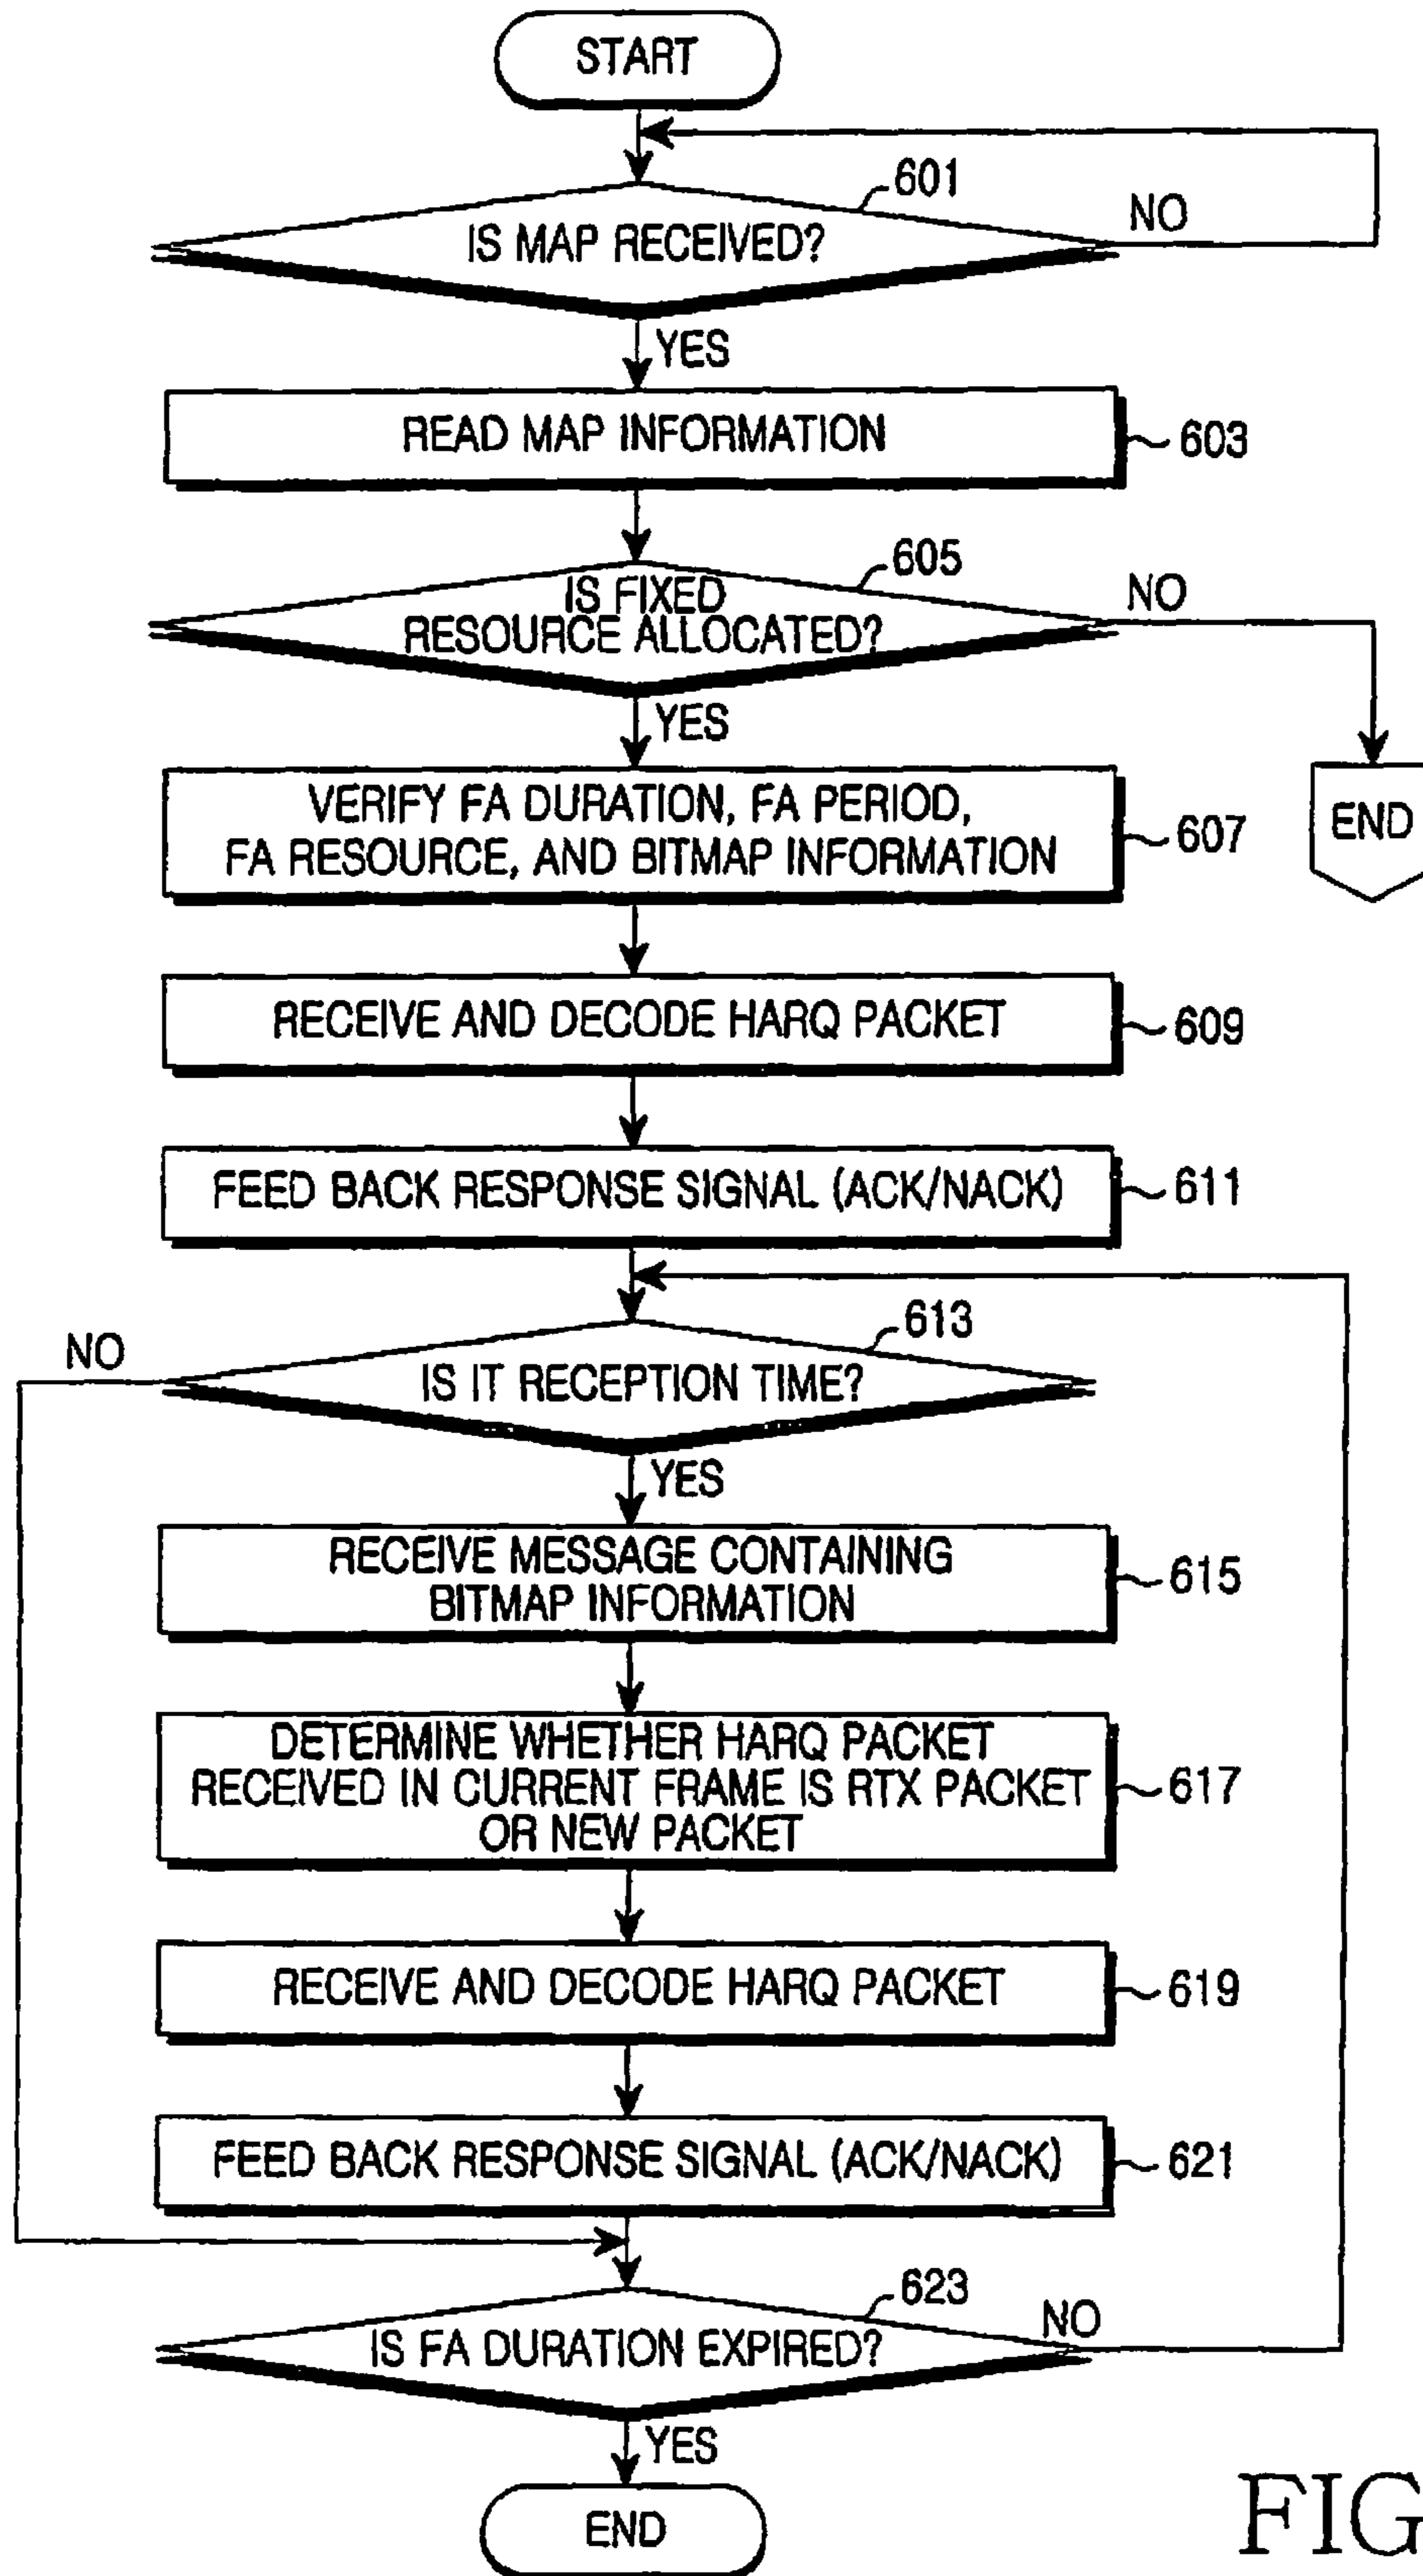 START
601
IS MAP RECEIVED?
NO
YES
READ MAP INFORMATION
603
605
IS FIXED
RESOURCE ALLOCATED?
NO
YES
VERIFY FA DURATION, FA PERIOD,
FA RESOURCE, AND BITMAP INFORMATION
607
END
RECEIVE AND DECODE HARQ PACKET
609
FEED BACK RESPONSE SIGNAL (ACK/NACK)
611
613
NO
IS IT RECEPTION TIME?
YES
RECEIVE MESSAGE CONTAINING
BITMAP INFORMATION
615
DETERMINE WHETHER HARQ PACKET
RECEIVED IN CURRENT FRAME IS RTX PACKET
OR NEW PACKET
617
RECEIVE AND DECODE HARQ PACKET
619
FEED BACK RESPONSE SIGNAL (ACK/NACK)
621
623
NO
IS FA DURATION EXPIRED?
YES
END
FIG